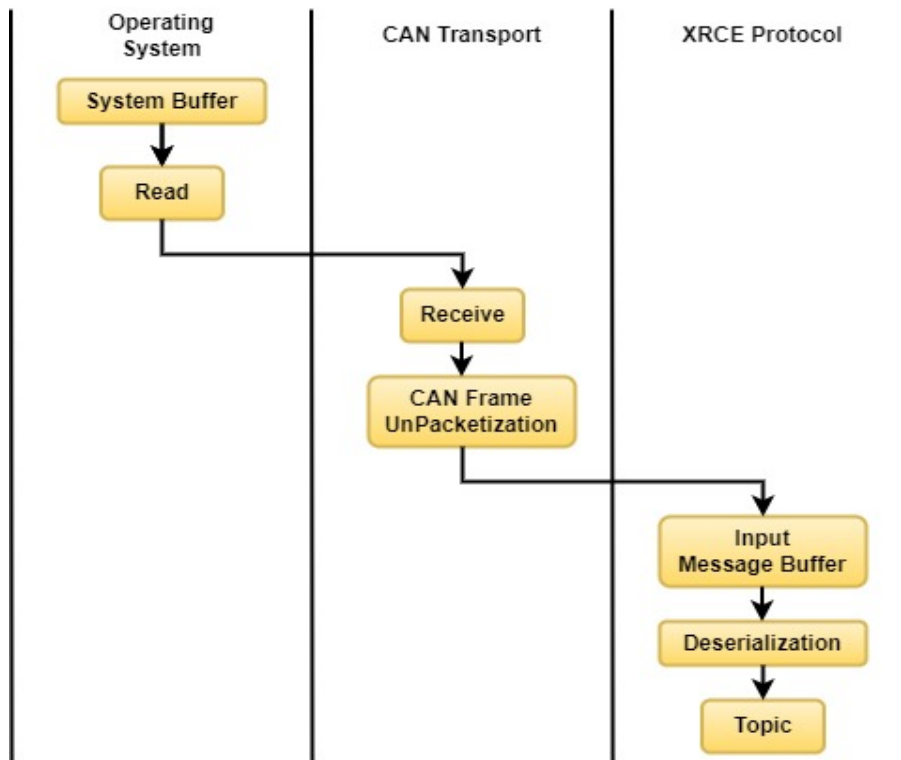 Operating
System
CAN Transport
XRCE Protocol
System Buffer
Read
Receive
CAN Frame
UnPacketization
Input
Message Buffer
Deserialization
Topic